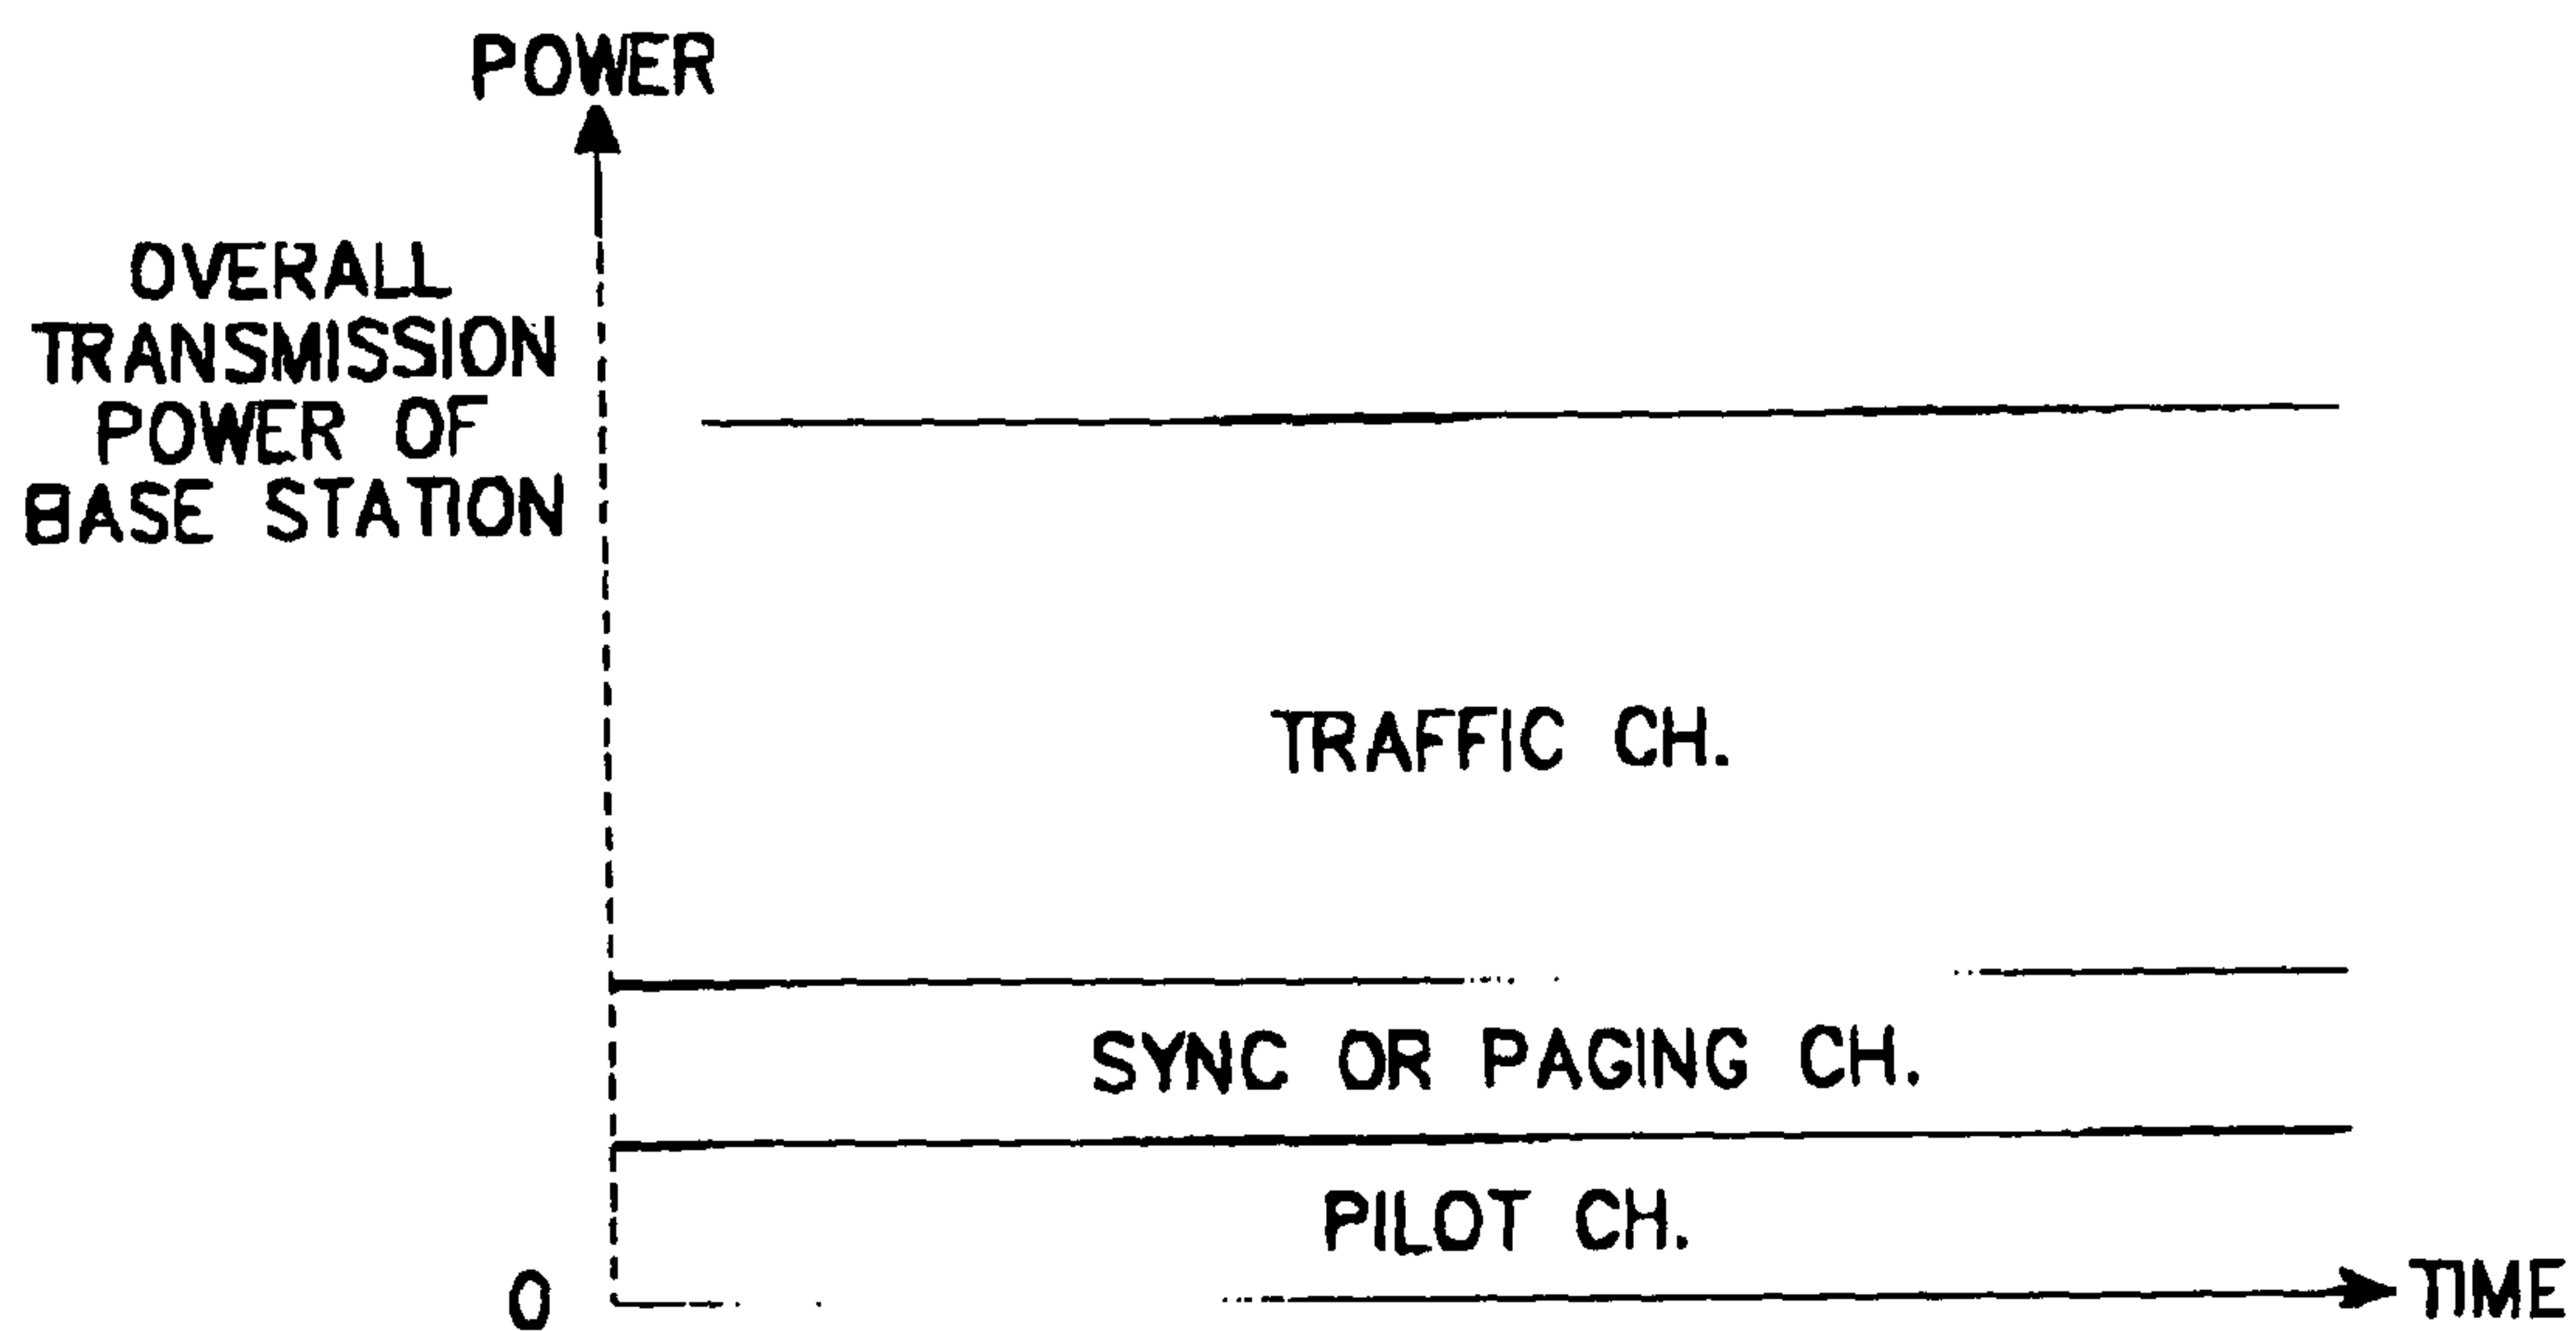 POWER
OVERALL
TRANSMISSION
POWER OF
BASE STATION
TRAFFIC CH.
SYNC OR PAGING CH.
PILOT CH.
0
TIME